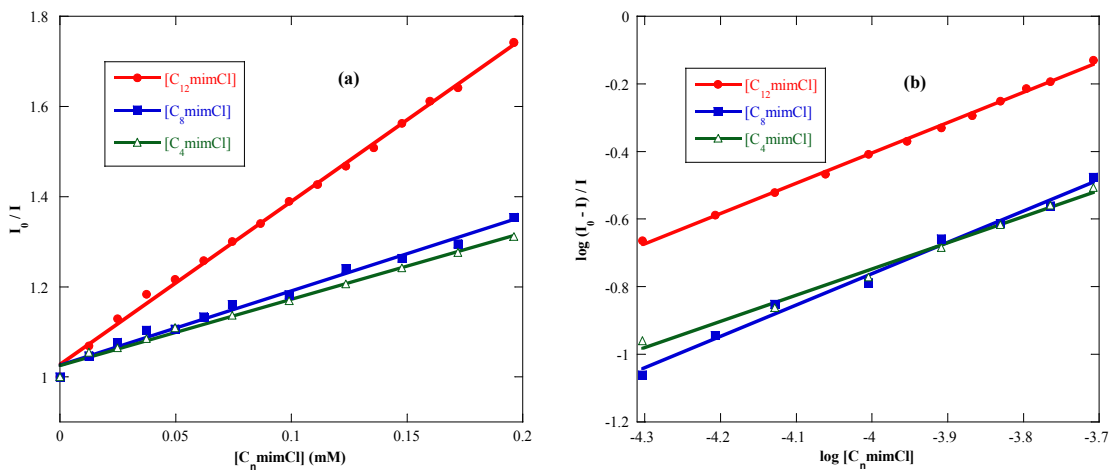 1.8
1.6
1.4
1.2
1
I₀ / I
(a)
[C₁₂mimCl]
[C₈mimCl]
[C₄mimCl]
0 0.05 0.1 0.15 0.2
[CₙmimCl] (mM)
0
-0.2
-0.4
-0.6
-0.8
-1
-1.2
log (I₀ - I) / I
(b)
[C₁₂mimCl]
[C₈mimCl]
[C₄mimCl]
-4.3 -4.2 -4.1 -4 -3.9 -3.8 -3.7
log [CₙmimCl]